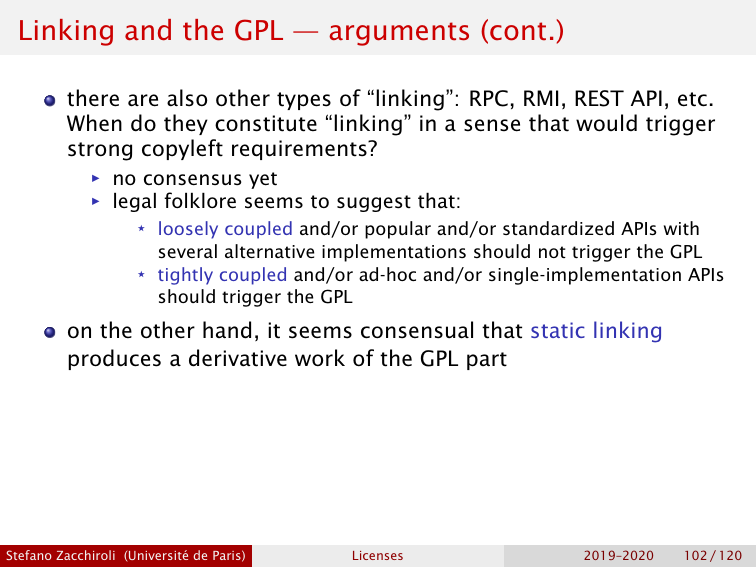 Linking and the GPL — arguments (cont.)
there are also other types of “linking”: RPC, RMI, REST API, etc.
When do they constitute “linking” in a sense that would trigger
strong copyleft requirements?
no consensus yet
legal folklore seems to suggest that:
loosely coupled and/or popular and/or standardized APIs with
several alternative implementations should not trigger the GPL
tightly coupled and/or ad-hoc and/or single-implementation APIs
should trigger the GPL
on the other hand, it seems consensual that static linking
produces a derivative work of the GPL part
Stefano Zacchiroli (Université de Paris) Licenses 2019–2020 102 / 120